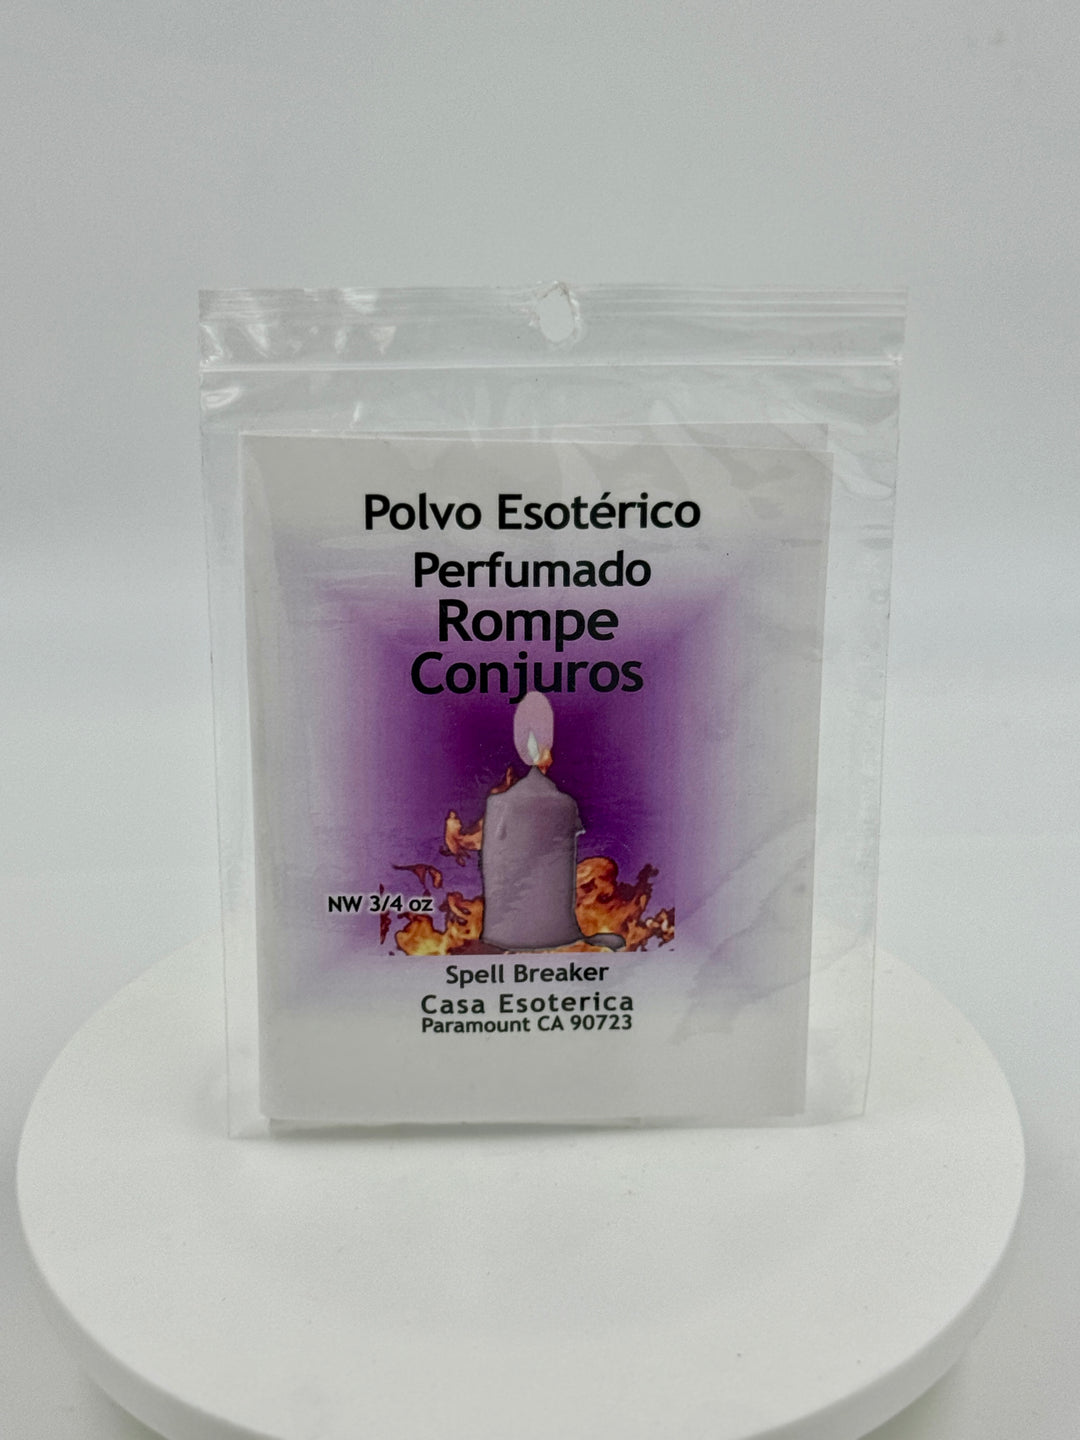 Polvo Esotérico
Perfumado
Rompe
Conjuros
NW 3/4 oz
Spell Breaker
Casa Esoterica
Paramount CA 90723